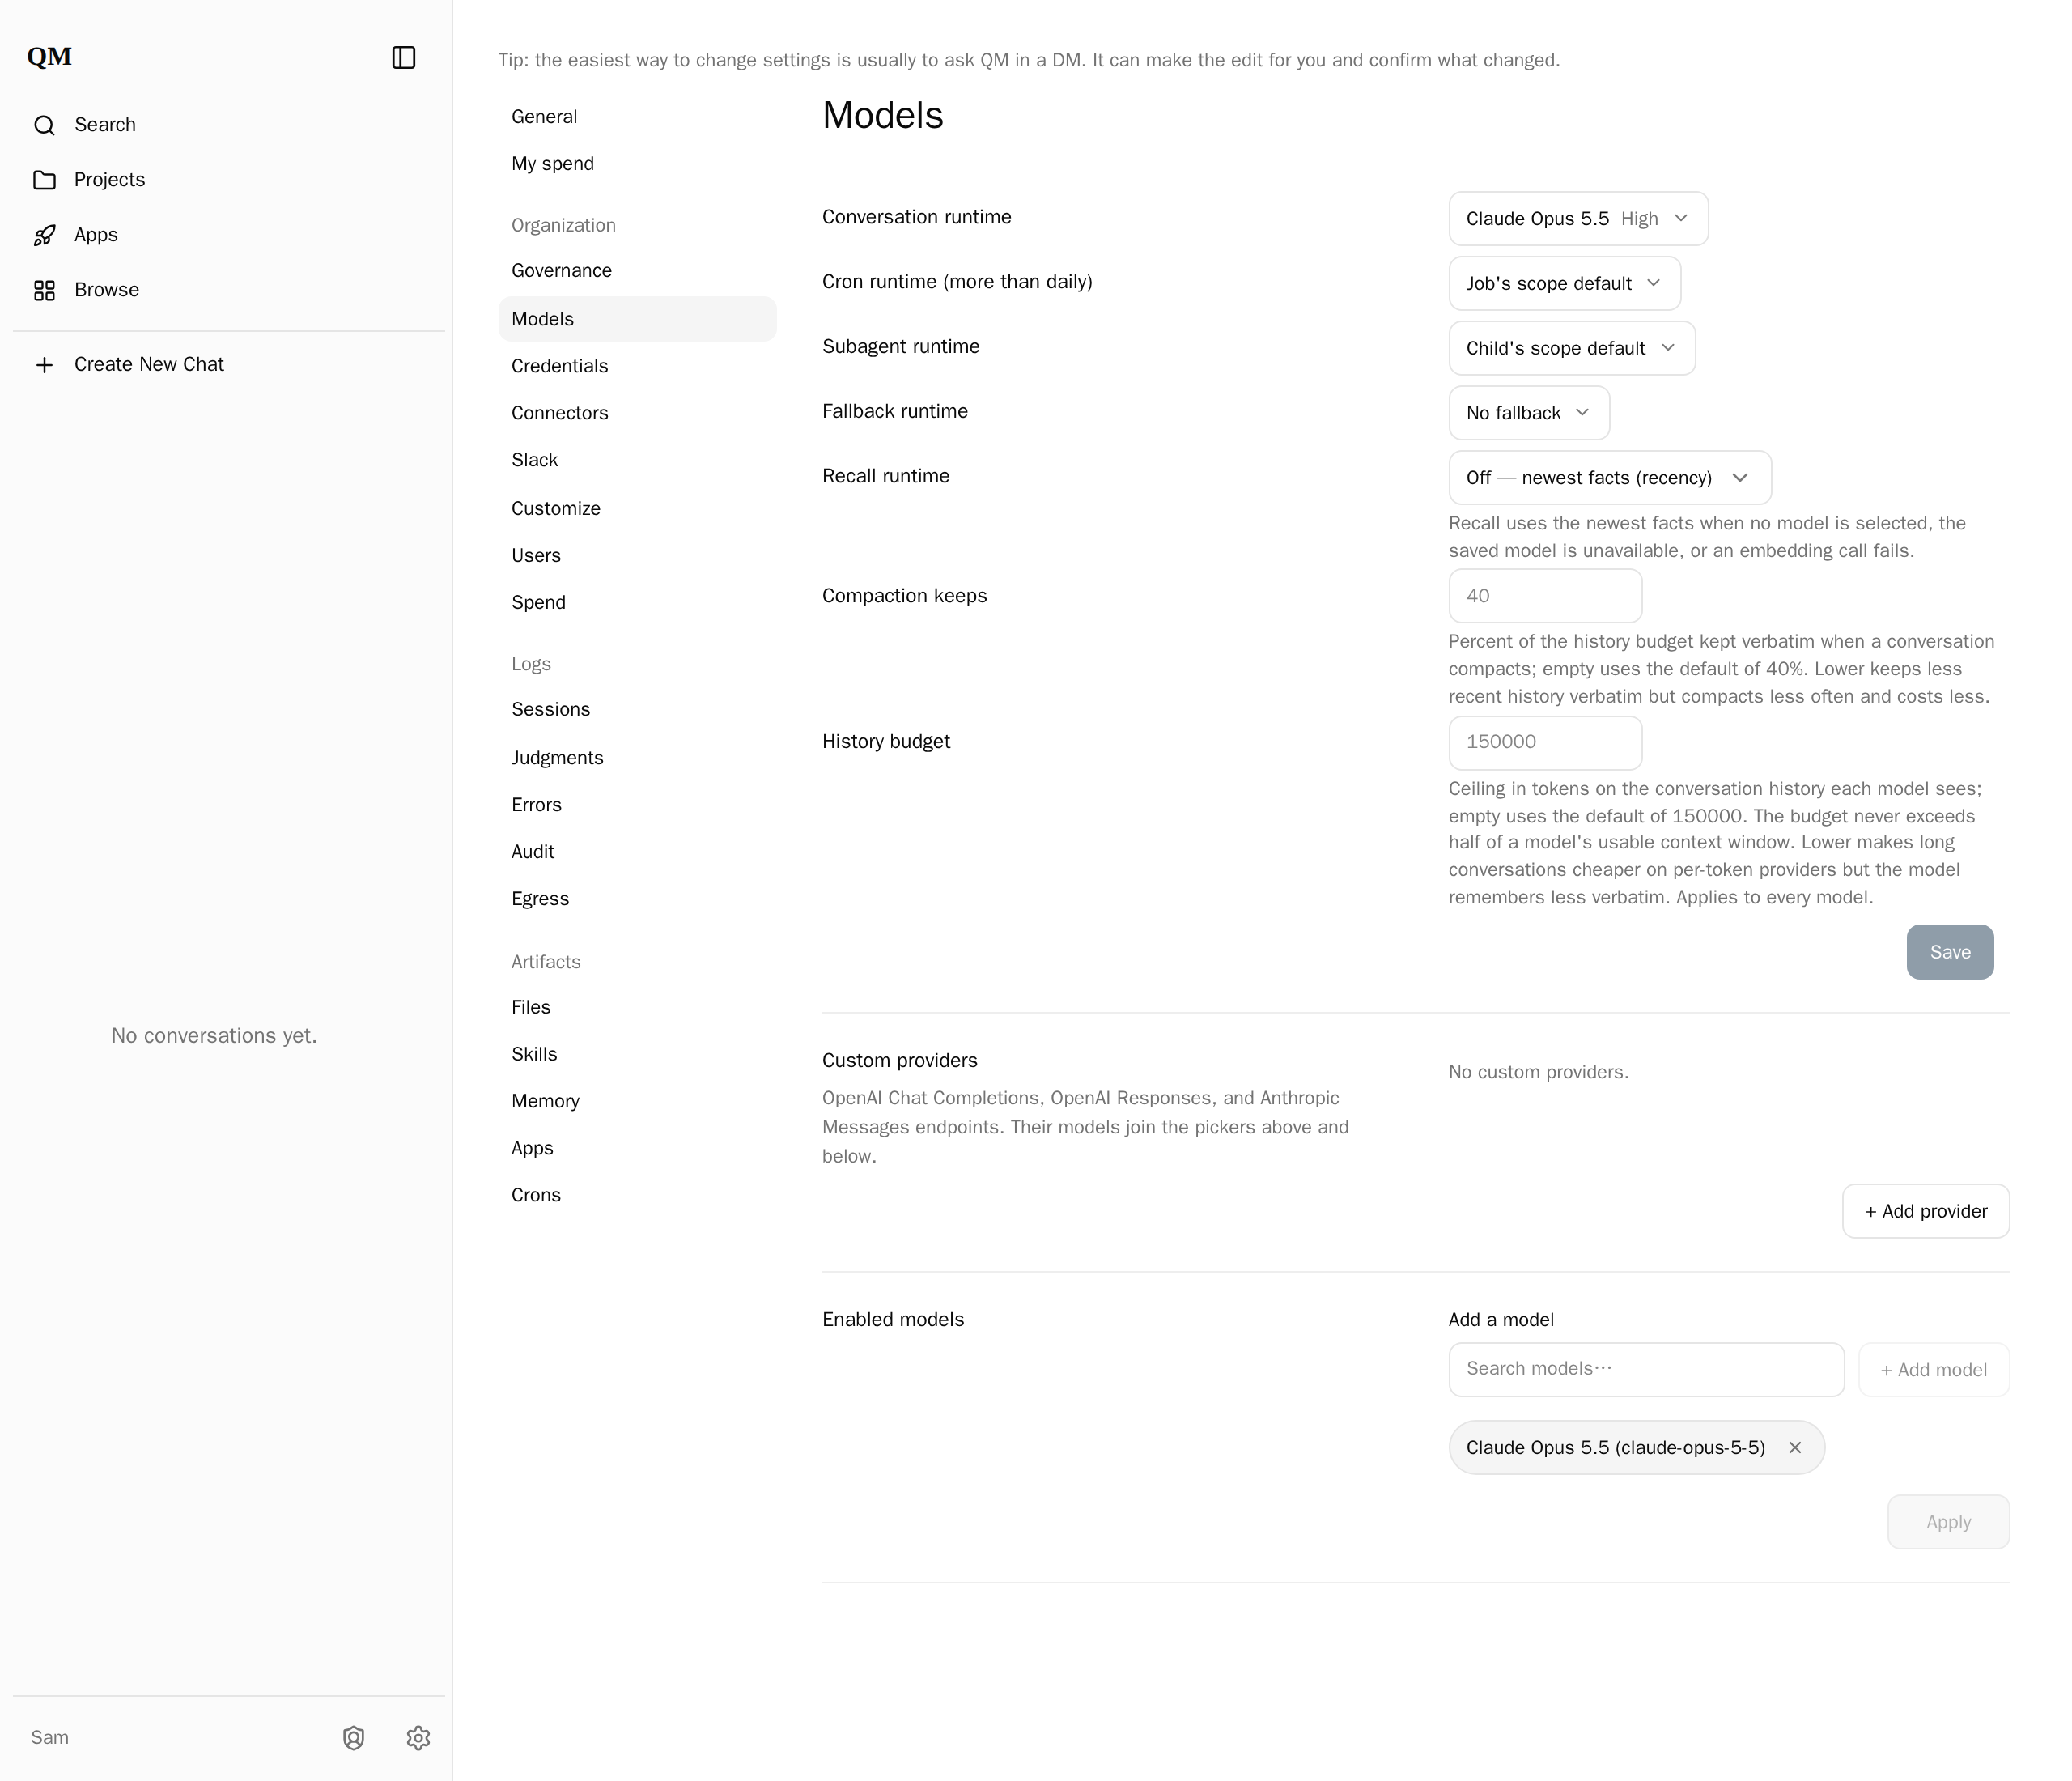 QM
Search
Projects
Apps
Browse
Create New Chat
No conversations yet.
Sam
Tip: the easiest way to change settings is usually to ask QM in a DM. It can make the edit for you and confirm what changed.
General
My spend
Organization
Governance
Models
Credentials
Connectors
Slack
Customize
Users
Spend
Logs
Sessions
Judgments
Errors
Audit
Egress
Artifacts
Files
Skills
Memory
Apps
Crons
Models
Conversation runtime
Claude Opus 5.5 High
Cron runtime (more than daily)
Job's scope default
Subagent runtime
Child's scope default
Fallback runtime
No fallback
Recall runtime
Off — newest facts (recency)
Recall uses the newest facts when no model is selected, the
saved model is unavailable, or an embedding call fails.
Compaction keeps
40
Percent of the history budget kept verbatim when a conversation
compacts; empty uses the default of 40%. Lower keeps less
recent history verbatim but compacts less often and costs less.
History budget
150000
Ceiling in tokens on the conversation history each model sees;
empty uses the default of 150000. The budget never exceeds
half of a model's usable context window. Lower makes long
conversations cheaper on per-token providers but the model
remembers less verbatim. Applies to every model.
Save
Custom providers
OpenAI Chat Completions, OpenAI Responses, and Anthropic
Messages endpoints. Their models join the pickers above and
below.
No custom providers.
+ Add provider
Enabled models
Add a model
Search models···
+ Add model
Claude Opus 5.5 (claude-opus-5-5)
Apply